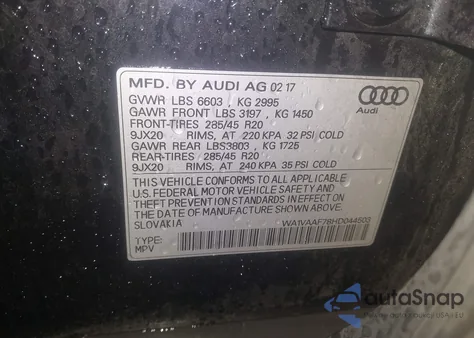 MFD. BY AUDI AG 02 17
GVWR LBS 6603 , KG 2995
GAWR FRONT LBS 3197 , KG 1450
FRONT-TIRES 285/45 R20
9JX20 RIMS, AT 220 KPA 32 PSI COLD
GAWR REAR LBS3803 , KG 1725
REAR-TIRES 285/45 R20
9JX20 RIMS, AT 240 KPA 35 PSI COLD
THIS VEHICLE CONFORMS TO ALL APPLICABLE
U.S. FEDERAL MOTOR VEHICLE SAFETY AND
THEFT PREVENTION STANDARDS IN EFFECT
ON THE DATE OF MANUFACTURE SHOWN ABOVE.
SLOVAKIA WA1VAAF78HD044503
TYPE:
MPV
Audi
autoSnap